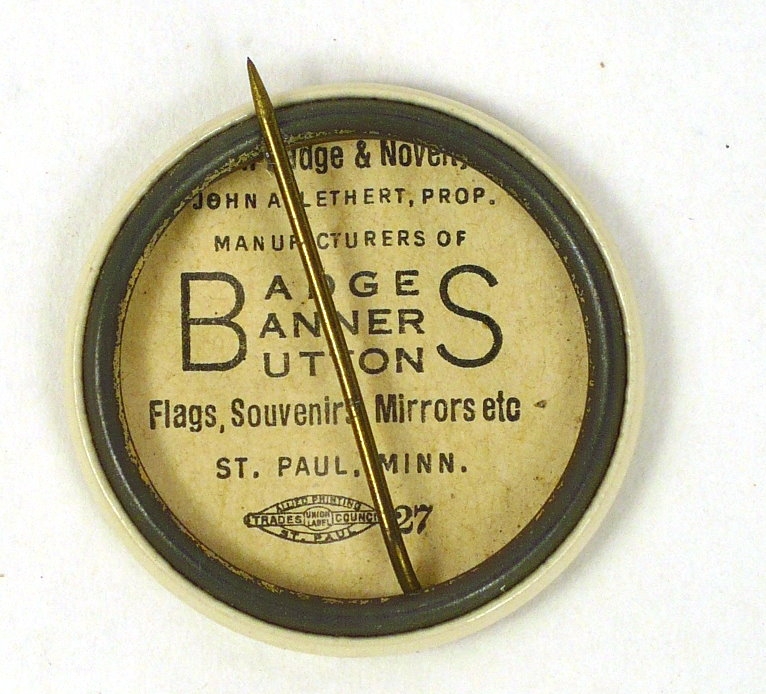 & Novelty
JOHN A. LETHERT, PROP.
MANUFACTURERS OF
BADGES
BANNERS
BUTTONS
Flags, Souvenirs Mirrors etc
ST. PAUL, MINN.
ALLIED PRINTING
TRADES UNION LABEL COUNCIL
ST. PAUL
27